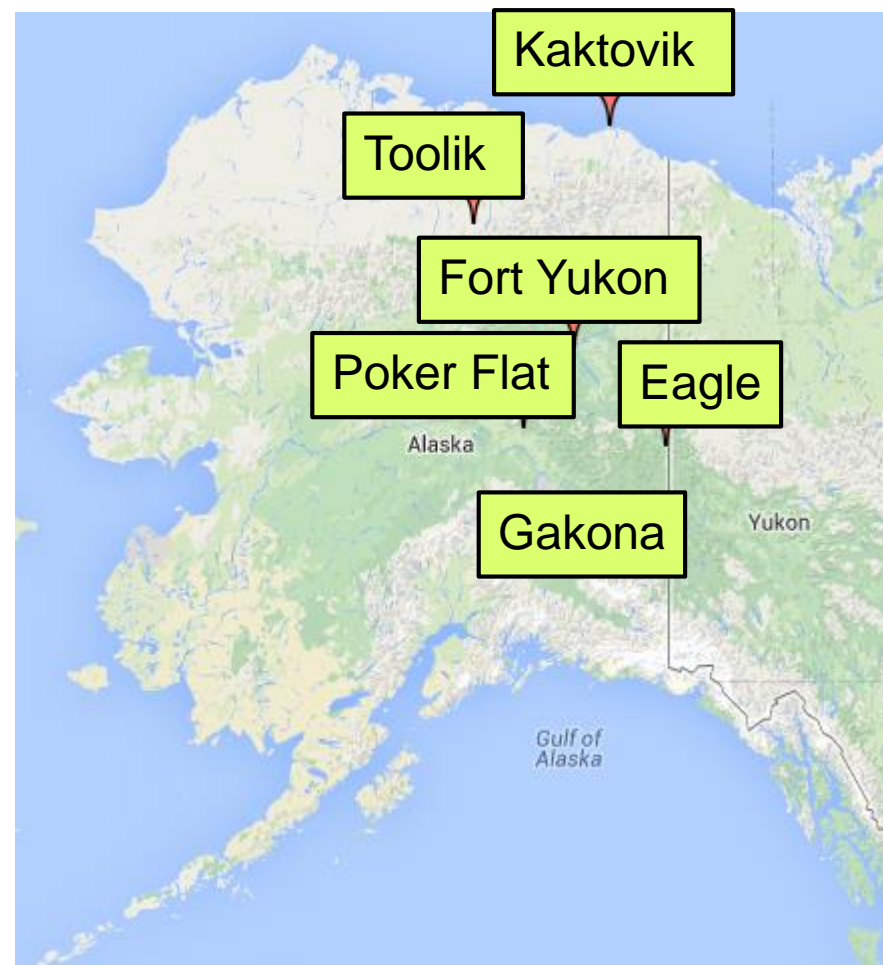 Kaktovik
Toolik
Fort Yukon
Poker Flat
Eagle
Alaska
Gakona
Yukon
Gulf of
Alaska